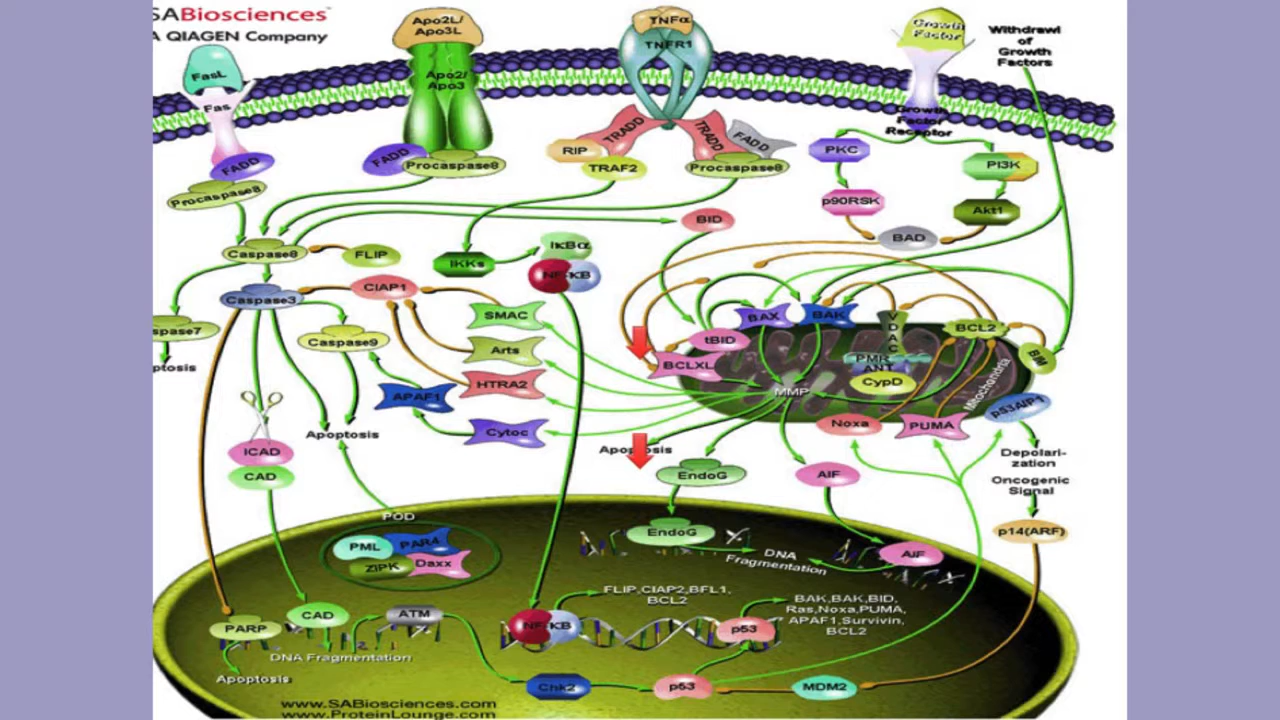 SABiosciences
A QIAGEN Company
Apo2L/
Apo3L
TNFα
TNFR1
Growth
Factor
Withdrawl
of
Growth
Factors
FasL
Fas
Apo2/
Apo3
Growth
Factor
Receptor
FADD
Procaspase8
FADD
Procaspase8
RIP
TRADD
TRAF2
TRADD
FADD
Procaspase8
PKC
PI3K
p90RSK
Akt1
BAD
BID
Caspase8
FLIP
IKKs
IκBα
NF-KB
Caspase3
CIAP1
SMAC
BAX
BAK
VDAC
BCL2
spase7
ptosis
Caspase9
Arts
tBID
BCLXL
PMR
ANT
CypD
BIM
Mitochondria
HTRA2
APAF1
MMP
Cytoc
Noxa
PUMA
p53AIP1
Apoptosis
Apoptosis
Depolari-
zation
ICAD
CAD
EndoG
AIF
Oncogenic
Signal
POD
p14(ARF)
PML
PAR4
ZIPK
Daxx
EndoG
DNA
Fragmentation
AIF
FLIP,CIAP2,BFL1,
BCL2
BAK,BAK,BID,
Ras,Noxa,PUMA,
APAF1,Survivin,
BCL2
PARP
CAD
ATM
NF-KB
p53
DNA Fragmentation
Apoptosis
Chk2
p53
MDM2
www.SABiosciences.com
www.ProteinLounge.com